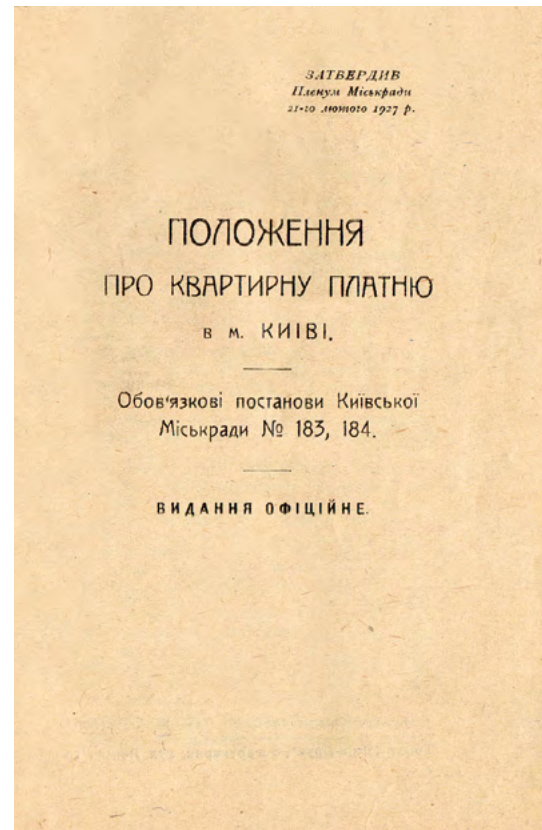 ЗАТВЕРДИВ
Пленум Міськради
21-го лютого 1927 р.
ПОЛОЖЕННЯ
ПРО КВАРТИРНУ ПЛАТНЮ
в м. КИІВІ.
Обов'язкові постанови Київської
Міськради № 183, 184.
ВИДАННЯ ОФІЦІЙНЕ.